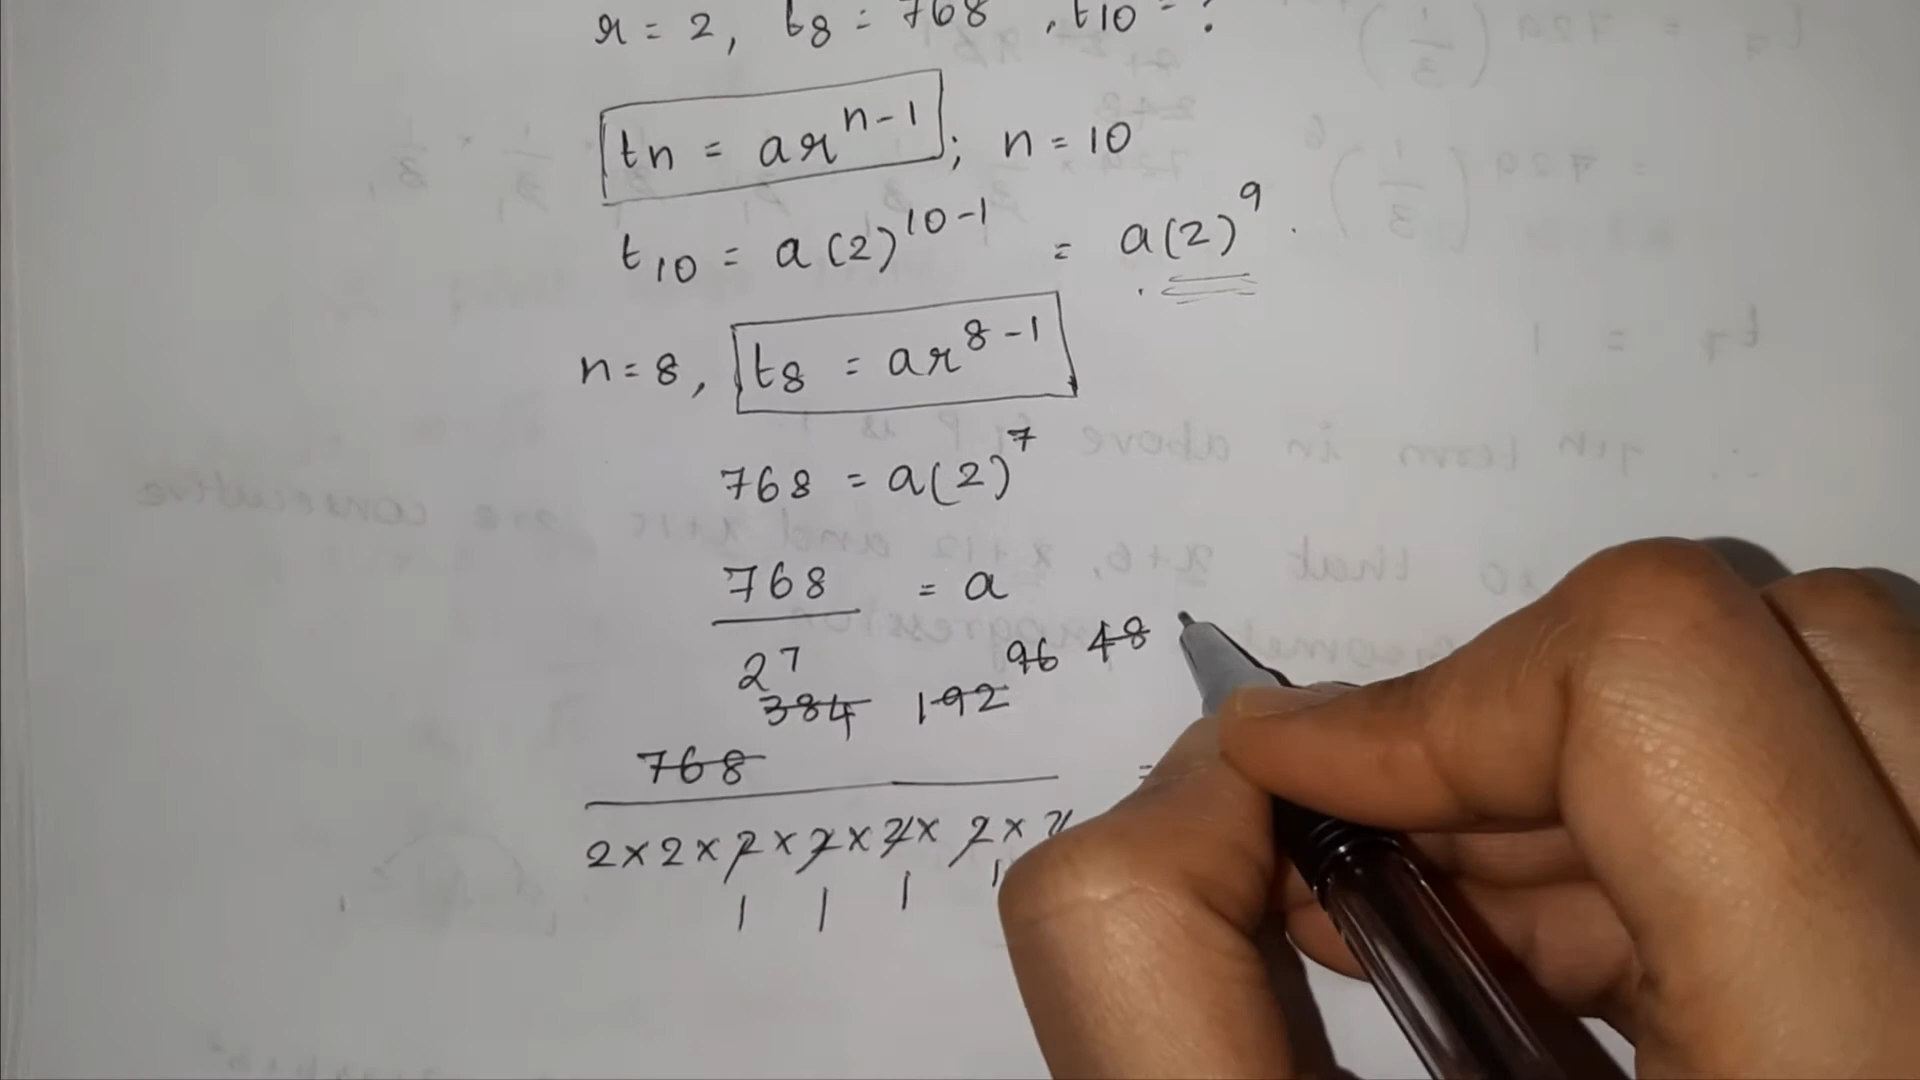 r = 2, t8 = 768, t10 = ?
tn = ar^n-1; n = 10
t10 = a(2)^10-1 = a(2)^9.
n = 8, t8 = ar^8-1
768 = a(2)^7
768 = a
2^7
96 48
384 192
768 =
2 x 2 x 2 x 2 x 2 x 2 x 2
1 1 1 1